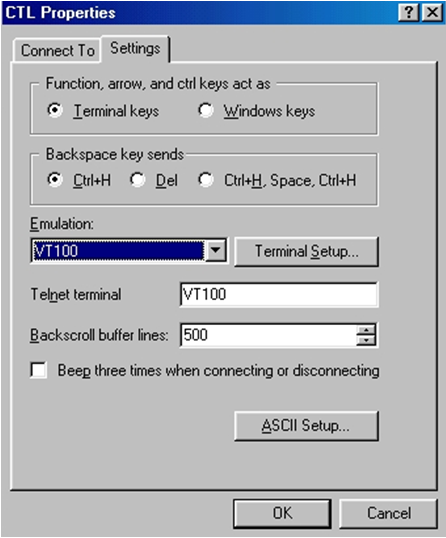 CTL Properties
Connect To Settings
Function, arrow, and ctrl keys act as
Terminal keys Windows keys
Backspace key sends
Ctrl+H Del Ctrl+H, Space, Ctrl+H
Emulation:
VT100 Terminal Setup...
Telnet terminal VT100
Backscroll buffer lines: 500
Beep three times when connecting or disconnecting
ASCII Setup...
OK Cancel